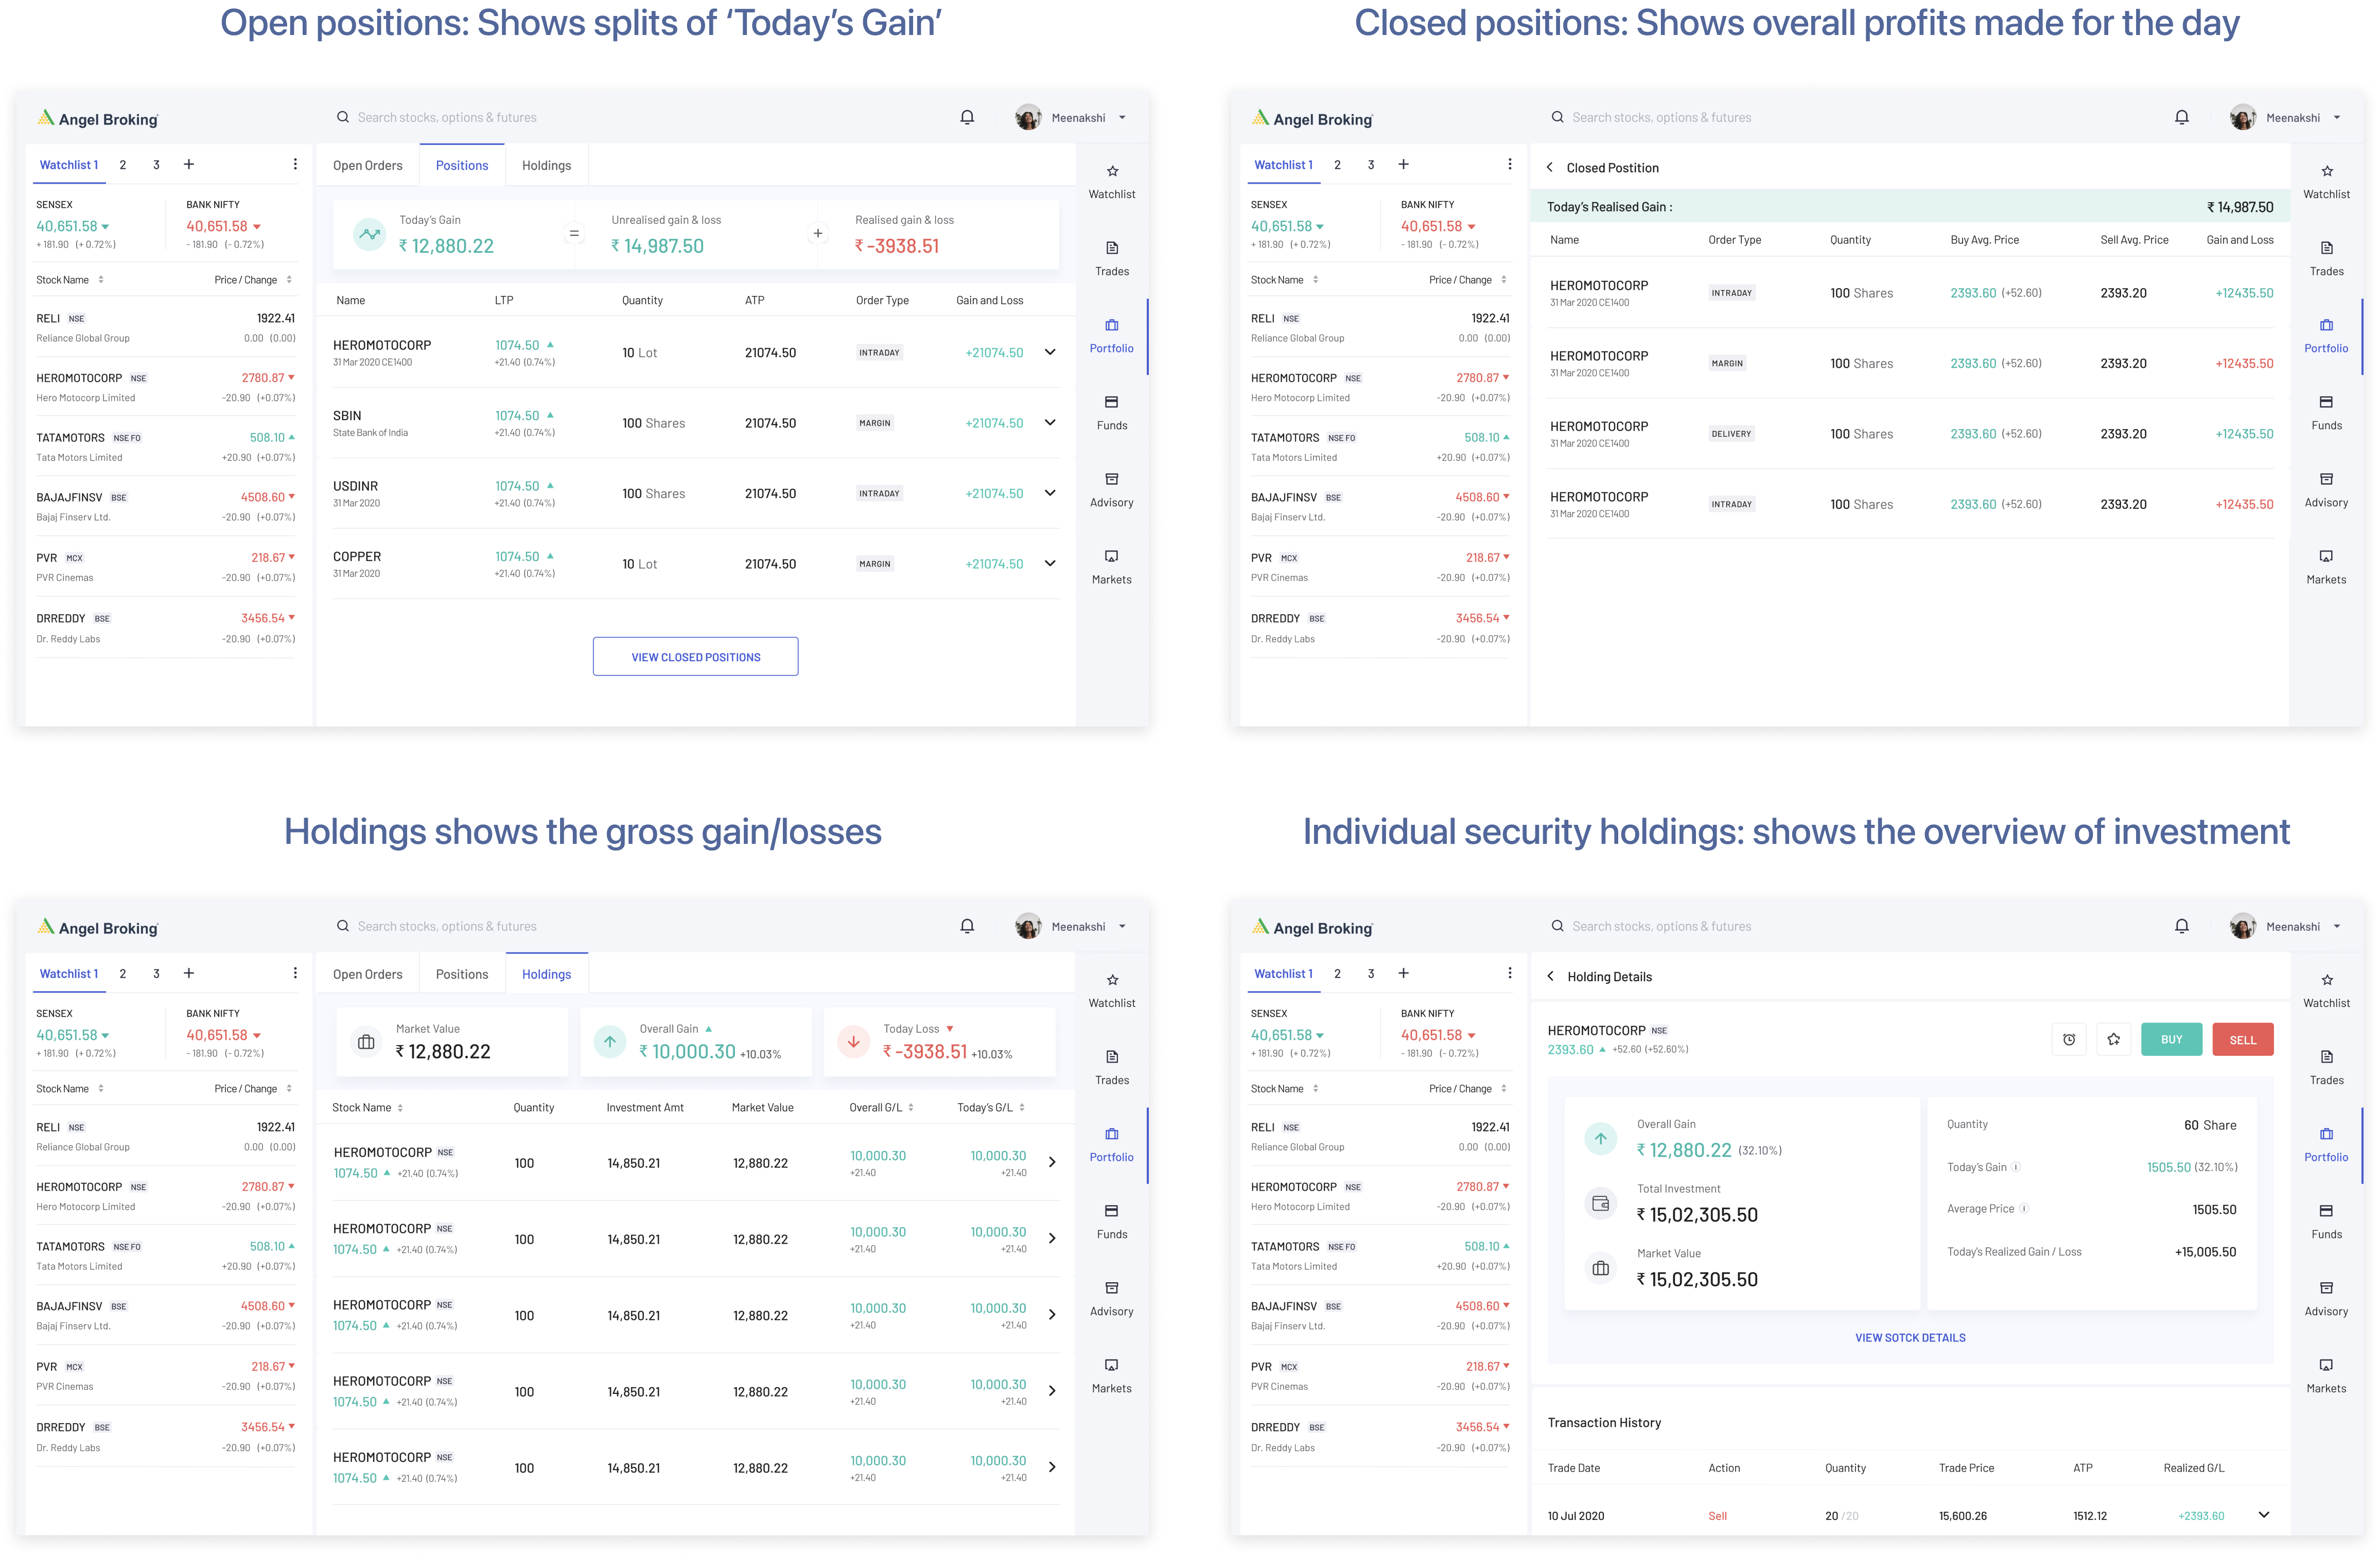 Open positions: Shows splits of ‘Today’s Gain’
Angel Broking
Search stocks, options & futures
Meenakshi
Watchlist 1 2 3 +
SENSEX BANK NIFTY
40,651.58 40,651.58
+ 181.90 (+ 0.72%) - 181.90 (- 0.72%)
Stock Name Price / Change
RELI NSE 1922.41
Reliance Global Group 0.00 (0.00)
HEROMOTOCORP NSE 2780.87
Hero Motocorp Limited -20.90 (+0.07%)
TATAMOTORS NSE FO 508.10
Tata Motors Limited +20.90 (+0.07%)
BAJAJFINSV BSE 4508.60
Bajaj Finserv Ltd. -20.90 (+0.07%)
PVR MCX 218.67
PVR Cinemas -20.90 (+0.07%)
DRREDDY BSE 3456.54
Dr. Reddy Labs -20.90 (+0.07%)
Open Orders Positions Holdings
Today’s Gain Unrealised gain & loss Realised gain & loss
₹ 12,880.22 = ₹ 14,987.50 + ₹ -3938.51
Name LTP Quantity ATP Order Type Gain and Loss
HEROMOTOCORP 1074.50 10 Lot 21074.50 INTRADAY +21074.50
31 Mar 2020 CE1400 +21.40 (0.74%)
SBIN 1074.50 100 Shares 21074.50 MARGIN +21074.50
State Bank of India +21.40 (0.74%)
USDINR 1074.50 100 Shares 21074.50 INTRADAY +21074.50
31 Mar 2020 +21.40 (0.74%)
COPPER 1074.50 10 Lot 21074.50 MARGIN +21074.50
31 Mar 2020 +21.40 (0.74%)
VIEW CLOSED POSITIONS
Watchlist
Trades
Portfolio
Funds
Advisory
Markets
Closed positions: Shows overall profits made for the day
Angel Broking
Search stocks, options & futures
Meenakshi
Watchlist 1 2 3 +
SENSEX BANK NIFTY
40,651.58 40,651.58
+ 181.90 (+ 0.72%) - 181.90 (- 0.72%)
Stock Name Price / Change
RELI NSE 1922.41
Reliance Global Group 0.00 (0.00)
HEROMOTOCORP NSE 2780.87
Hero Motocorp Limited -20.90 (+0.07%)
TATAMOTORS NSE FO 508.10
Tata Motors Limited +20.90 (+0.07%)
BAJAJFINSV BSE 4508.60
Bajaj Finserv Ltd. -20.90 (+0.07%)
PVR MCX 218.67
PVR Cinemas -20.90 (+0.07%)
DRREDDY BSE 3456.54
Dr. Reddy Labs -20.90 (+0.07%)
Closed Postition
Today’s Realised Gain : ₹ 14,987.50
Name Order Type Quantity Buy Avg. Price Sell Avg. Price Gain and Loss
HEROMOTOCORP INTRADAY 100 Shares 2393.60 (+52.60) 2393.20 +12435.50
31 Mar 2020 CE1400
HEROMOTOCORP MARGIN 100 Shares 2393.60 (+52.60) 2393.20 +12435.50
31 Mar 2020 CE1400
HEROMOTOCORP DELIVERY 100 Shares 2393.60 (+52.60) 2393.20 +12435.50
31 Mar 2020 CE1400
HEROMOTOCORP INTRADAY 100 Shares 2393.60 (+52.60) 2393.20 +12435.50
31 Mar 2020 CE1400
Watchlist
Trades
Portfolio
Funds
Advisory
Markets
Holdings shows the gross gain/losses
Angel Broking
Search stocks, options & futures
Meenakshi
Watchlist 1 2 3 +
SENSEX BANK NIFTY
40,651.58 40,651.58
+ 181.90 (+ 0.72%) - 181.90 (- 0.72%)
Stock Name Price / Change
RELI NSE 1922.41
Reliance Global Group 0.00 (0.00)
HEROMOTOCORP NSE 2780.87
Hero Motocorp Limited -20.90 (+0.07%)
TATAMOTORS NSE FO 508.10
Tata Motors Limited +20.90 (+0.07%)
BAJAJFINSV BSE 4508.60
Bajaj Finserv Ltd. -20.90 (+0.07%)
PVR MCX 218.67
PVR Cinemas -20.90 (+0.07%)
DRREDDY BSE 3456.54
Dr. Reddy Labs -20.90 (+0.07%)
Open Orders Positions Holdings
Market Value Overall Gain Today Loss
₹ 12,880.22 ₹ 10,000.30 +10.03% ₹ -3938.51 +10.03%
Stock Name Quantity Investment Amt Market Value Overall G/L Today’s G/L
HEROMOTOCORP NSE 100 14,850.21 12,880.22 10,000.30 10,000.30
1074.50 +21.40 (0.74%) +21.40 +21.40
HEROMOTOCORP NSE 100 14,850.21 12,880.22 10,000.30 10,000.30
1074.50 +21.40 (0.74%) +21.40 +21.40
HEROMOTOCORP NSE 100 14,850.21 12,880.22 10,000.30 10,000.30
1074.50 +21.40 (0.74%) +21.40 +21.40
HEROMOTOCORP NSE 100 14,850.21 12,880.22 10,000.30 10,000.30
1074.50 +21.40 (0.74%) +21.40 +21.40
HEROMOTOCORP NSE 100 14,850.21 12,880.22 10,000.30 10,000.30
1074.50 +21.40 (0.74%) +21.40 +21.40
Watchlist
Trades
Portfolio
Funds
Advisory
Markets
Individual security holdings: shows the overview of investment
Angel Broking
Search stocks, options & futures
Meenakshi
Watchlist 1 2 3 +
SENSEX BANK NIFTY
40,651.58 40,651.58
+ 181.90 (+ 0.72%) - 181.90 (- 0.72%)
Stock Name Price / Change
RELI NSE 1922.41
Reliance Global Group 0.00 (0.00)
HEROMOTOCORP NSE 2780.87
Hero Motocorp Limited -20.90 (+0.07%)
TATAMOTORS NSE FO 508.10
Tata Motors Limited +20.90 (+0.07%)
BAJAJFINSV BSE 4508.60
Bajaj Finserv Ltd. -20.90 (+0.07%)
PVR MCX 218.67
PVR Cinemas -20.90 (+0.07%)
DRREDDY BSE 3456.54
Dr. Reddy Labs -20.90 (+0.07%)
Holding Details
HEROMOTOCORP NSE
2393.60 +52.60 (+52.60%)
BUY SELL
Overall Gain
₹ 12,880.22 (32.10%)
Total Investment
₹ 15,02,305.50
Market Value
₹ 15,02,305.50
Quantity 60 Share
Today’s Gain 1505.50 (32.10%)
Average Price 1505.50
Today’s Realized Gain / Loss +15,005.50
VIEW SOTCK DETAILS
Transaction History
Trade Date Action Quantity Trade Price ATP Realized G/L
10 Jul 2020 Sell 20 /20 15,600.26 1512.12 +2393.60
Watchlist
Trades
Portfolio
Funds
Advisory
Markets